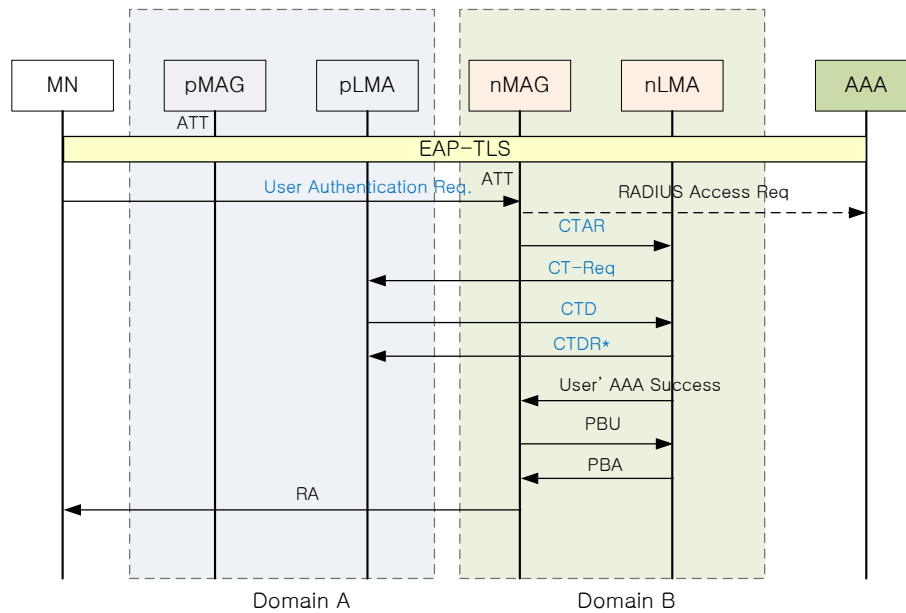 MN
pMAG
pLMA
nMAG
nLMA
AAA
ATT
EAP-TLS
ATT
User Authentication Req.
RADIUS Access Req
CTAR
CT-Req
CTD
CTDR*
User' AAA Success
PBU
PBA
RA
Domain A
Domain B